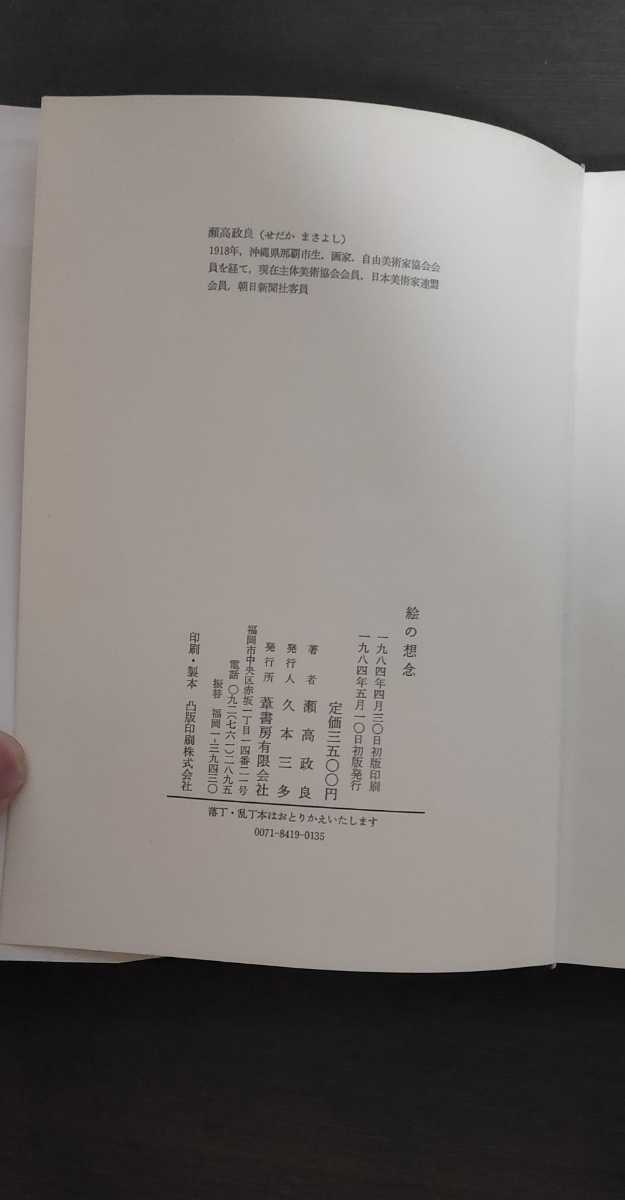 瀬高政良(せだか まさよし)
1918年,沖縄県那覇市生,画家,自由美術家協会会
員を経て,現在主体美術協会会員,日本美術家連盟
会員,朝日新聞社客員
絵の想念
一九八四年四月三〇日初版印刷
一九八四年五月一〇日初版発行
定価三五〇〇円
著者 瀬高政良
発行人 久本三多
発行所 葦書房有限会社
福岡市中央区赤坂一丁目一四番二一号
電話 〇九二(七六一)二八九五
振替 福岡一-三九四三〇
印刷・製本 凸版印刷株式会社
落丁・乱丁本はおとりかえいたします
0071-8419-0135